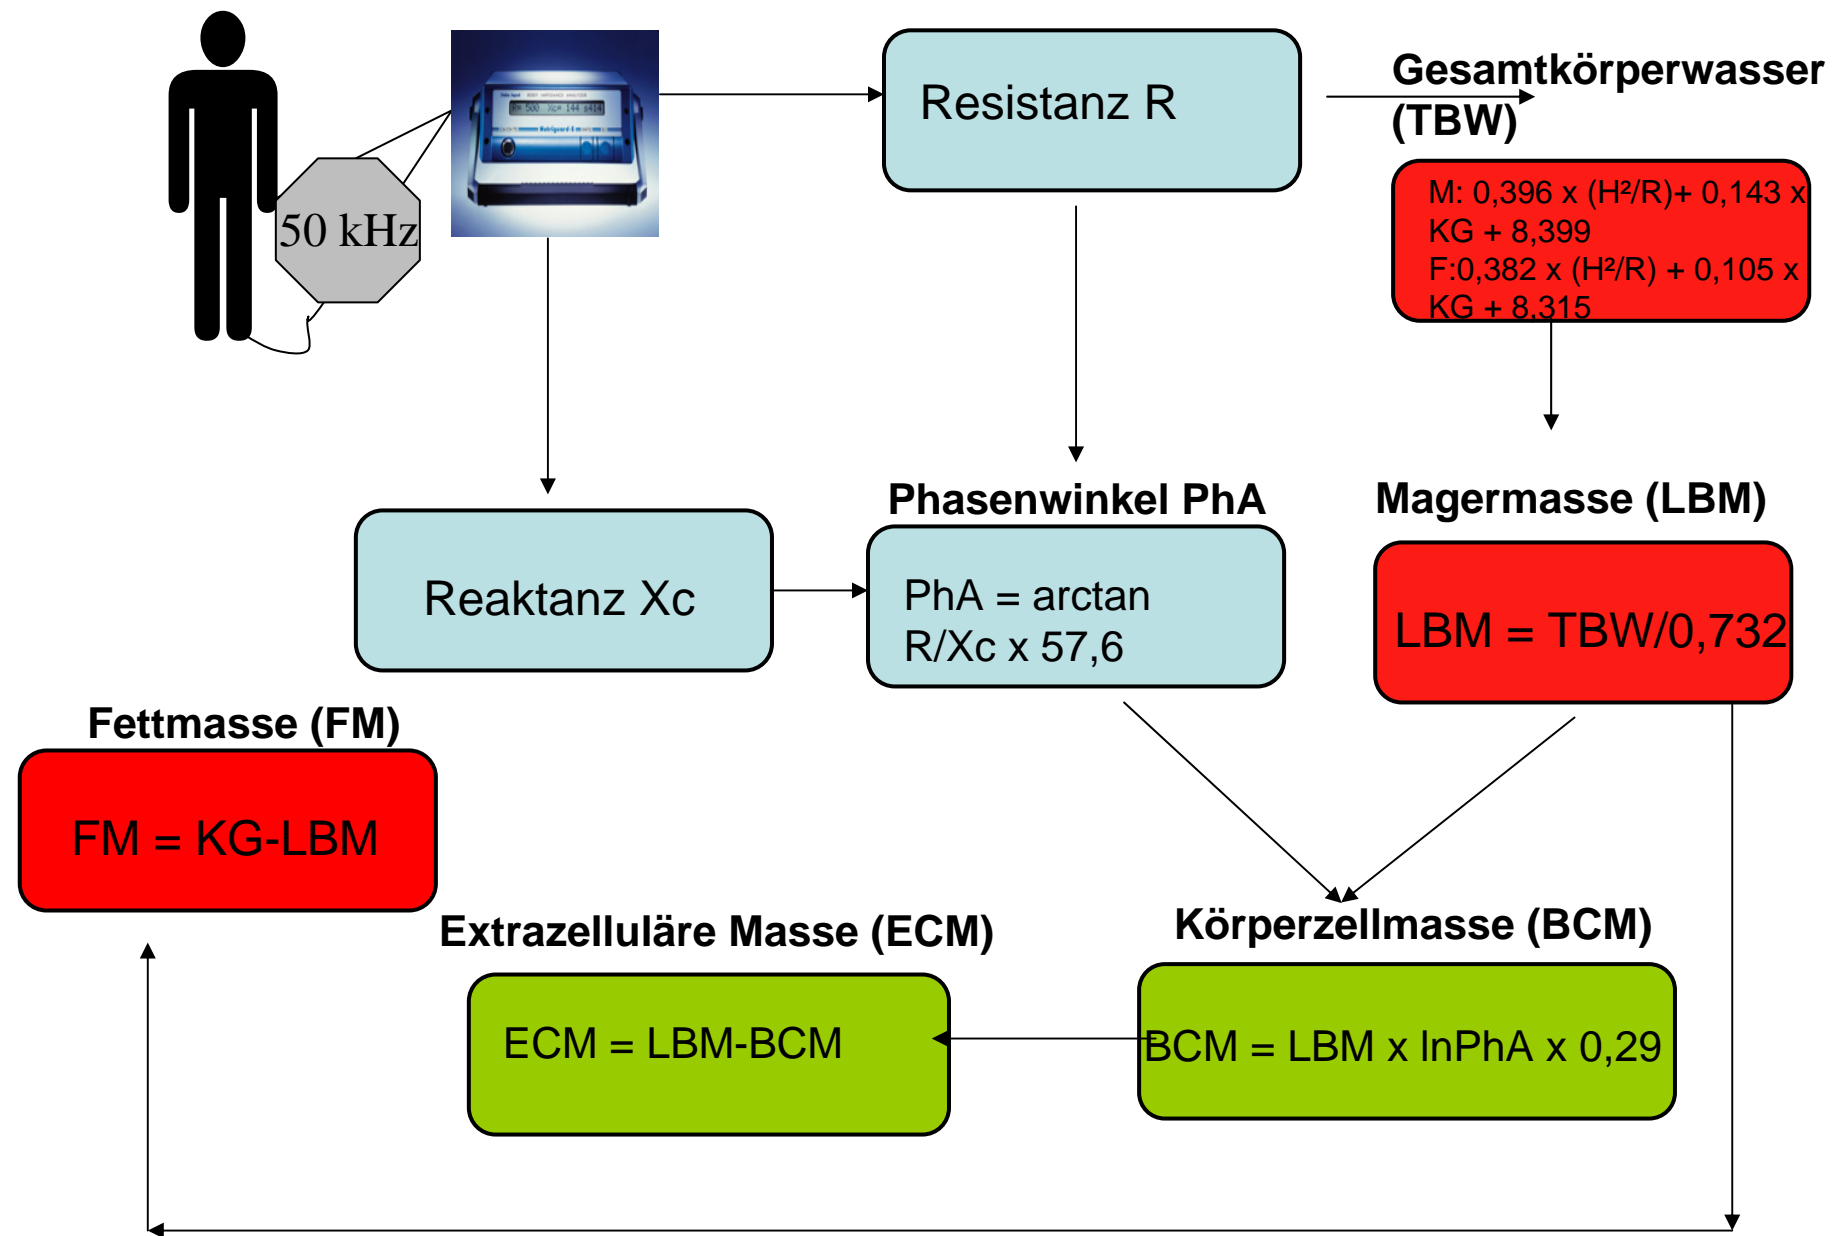 50 kHz
Resistanz R
Gesamtkörperwasser
(TBW)
M: 0,396 x (H²/R)+ 0,143 x
KG + 8,399
F:0,382 x (H²/R) + 0,105 x
KG + 8,315
Reaktanz Xc
Phasenwinkel PhA
PhA = arctan
R/Xc x 57,6
Magermasse (LBM)
LBM = TBW/0,732
Fettmasse (FM)
FM = KG-LBM
Extrazelluläre Masse (ECM)
ECM = LBM-BCM
Körperzellmasse (BCM)
BCM = LBM x lnPhA x 0,29